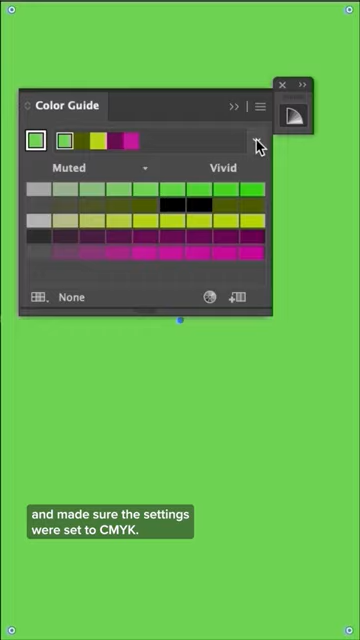 Color Guide
Muted Vivid
None
and made sure the settings
were set to CMYK.